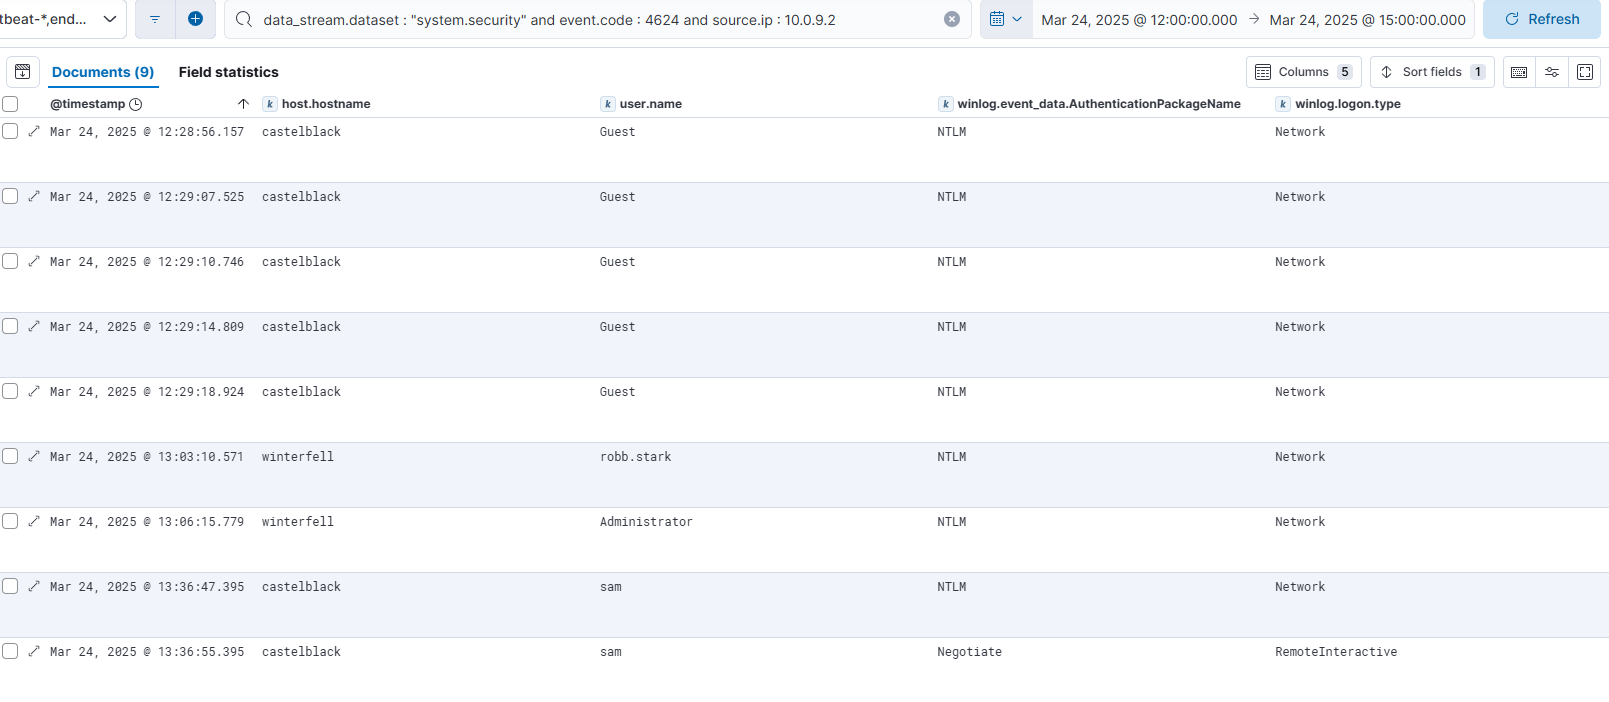 tbeat-*,end... data_stream.dataset : "system.security" and event.code : 4624 and source.ip : 10.0.9.2 Mar 24, 2025 @ 12:00:00.000 → Mar 24, 2025 @ 15:00:00.000 Refresh
Documents (9) Field statistics Columns 5 Sort fields 1
@timestamp k host.hostname k user.name k winlog.event_data.AuthenticationPackageName k winlog.logon.type
Mar 24, 2025 @ 12:28:56.157 castelblack Guest NTLM Network
Mar 24, 2025 @ 12:29:07.525 castelblack Guest NTLM Network
Mar 24, 2025 @ 12:29:10.746 castelblack Guest NTLM Network
Mar 24, 2025 @ 12:29:14.809 castelblack Guest NTLM Network
Mar 24, 2025 @ 12:29:18.924 castelblack Guest NTLM Network
Mar 24, 2025 @ 13:03:10.571 winterfell robb.stark NTLM Network
Mar 24, 2025 @ 13:06:15.779 winterfell Administrator NTLM Network
Mar 24, 2025 @ 13:36:47.395 castelblack sam NTLM Network
Mar 24, 2025 @ 13:36:55.395 castelblack sam Negotiate RemoteInteractive